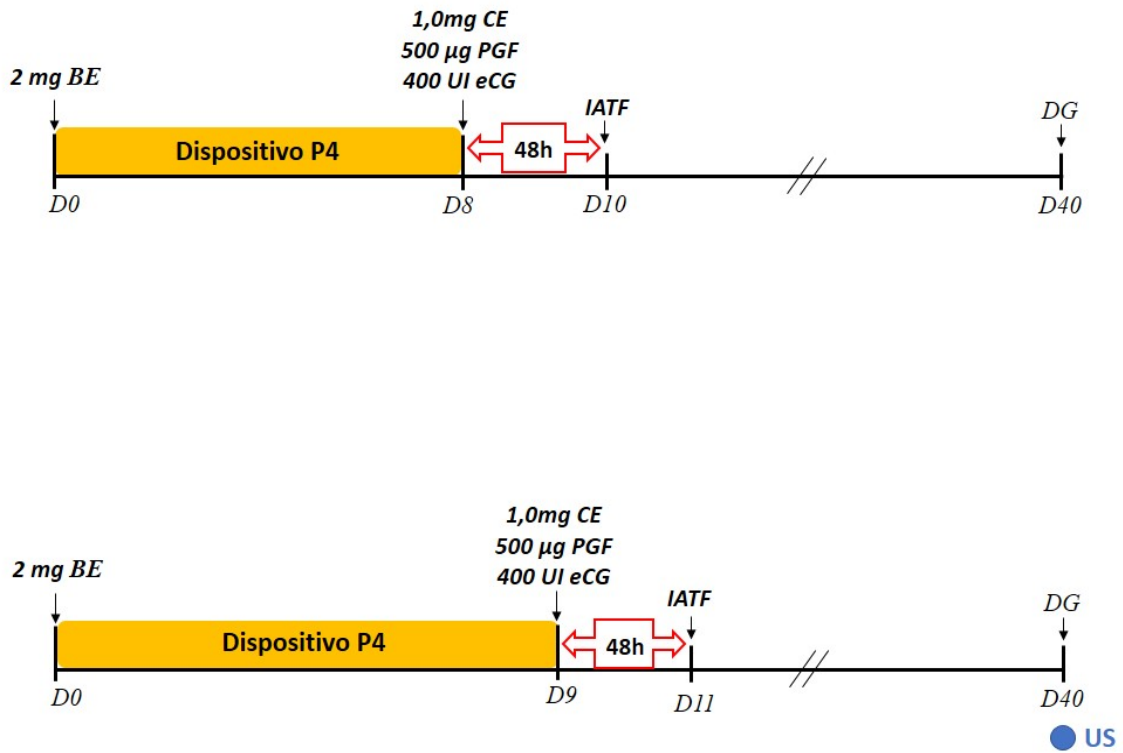 1,0mg CE
500 µg PGF
400 UI eCG
2 mg BE
IATF
DG
Dispositivo P4
48h
D0
D8
D10
D40
1,0mg CE
500 µg PGF
400 UI eCG
2 mg BE
IATF
DG
Dispositivo P4
48h
D0
D9
D11
D40
US